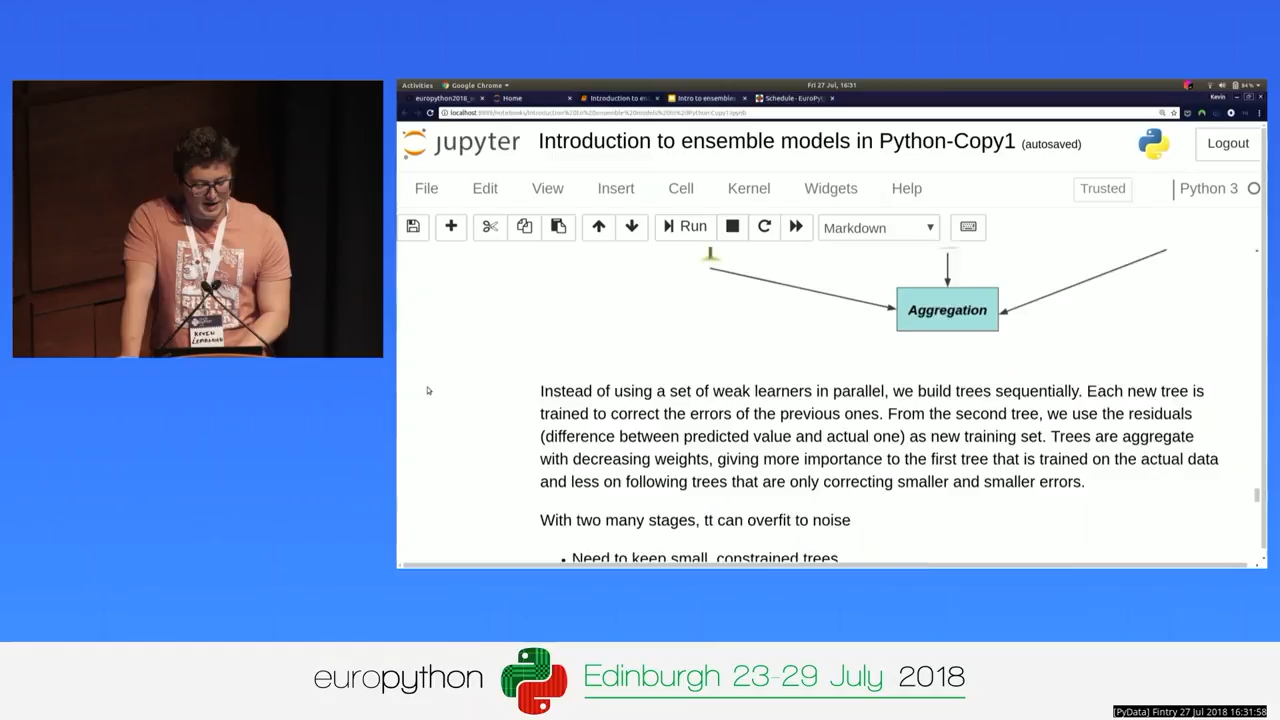 Activities
Google Chrome
Fri 27 Jul, 16:31
84%
Home
Introduction to en
Intro to ensembles
Schedule - EuroPy
Kevin
jupyter
Introduction to ensemble models in Python-Copy1 (autosaved)
Logout
File Edit View Insert Cell Kernel Widgets Help
Trusted
Python 3
Run
Markdown
Aggregation
Instead of using a set of weak learners in parallel, we build trees sequentially. Each new tree is
trained to correct the errors of the previous ones. From the second tree, we use the residuals
(difference between predicted value and actual one) as new training set. Trees are aggregate
with decreasing weights, giving more importance to the first tree that is trained on the actual data
and less on following trees that are only correcting smaller and smaller errors.
With two many stages, tt can overfit to noise
• Need to keep small, constrained trees
KEVIN
europython
Edinburgh 23-29 July 2018
[PyData] Fintry 27 Jul 2018 16:31:58